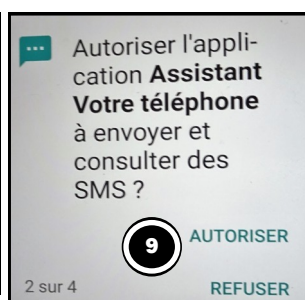 Autoriser l'appli-
cation Assistant
Votre téléphone
à envoyer et
consulter des
SMS ?
9
AUTORISER
2 sur 4
REFUSER